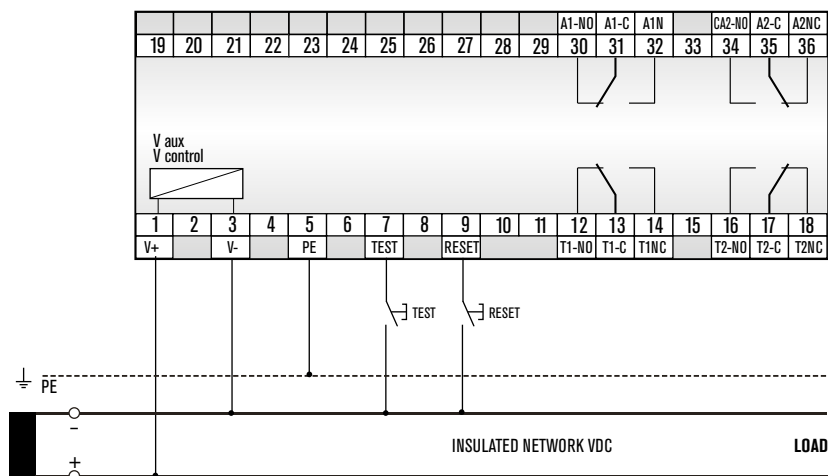 A1-NO A1-C A1N CA2-NO A2-C A2NC
19 20 21 22 23 24 25 26 27 28 29 30 31 32 33 34 35 36
V aux
V control
1 2 3 4 5 6 7 8 9 10 11 12 13 14 15 16 17 18
V+ V- PE TEST RESET T1-NO T1-C T1NC T2-NO T2-C T2NC
TEST RESET
PE
-
INSULATED NETWORK VDC LOAD
+